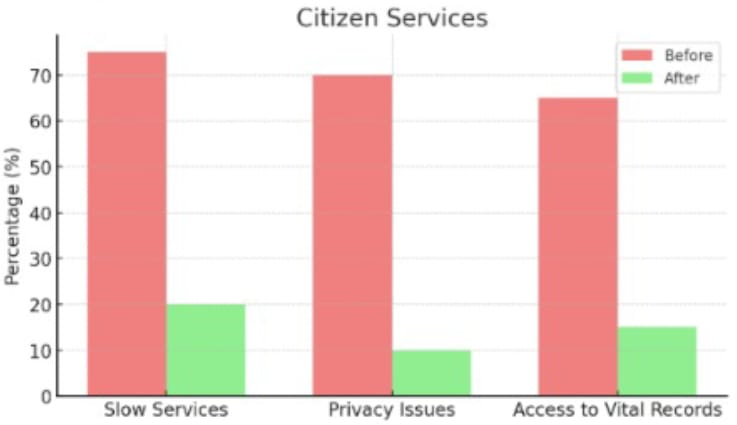 Citizen Services
Before
After
Percentage (%)
70
60
50
40
30
20
10
0
Slow Services
Privacy Issues
Access to Vital Records